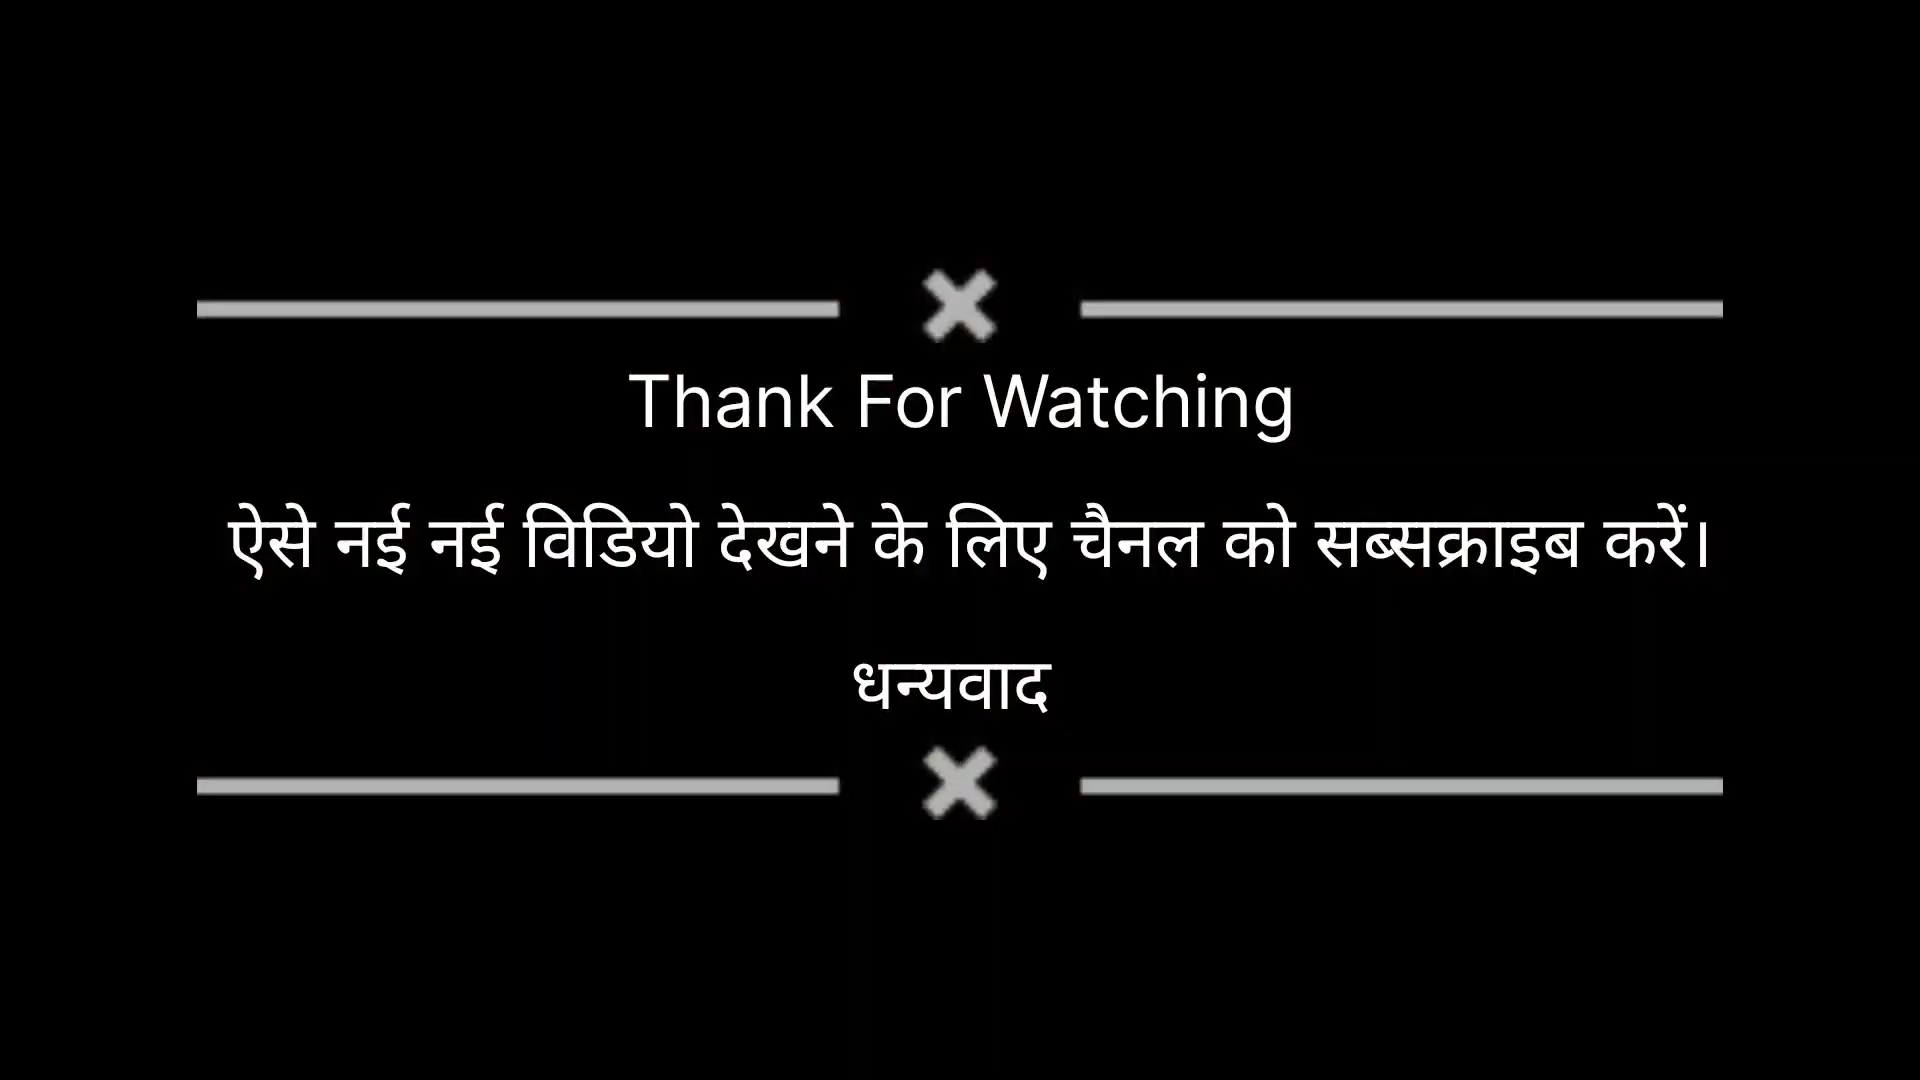 Thank For Watching
ऐसे नई नई विडियो देखने के लिए चैनल को सब्सक्राइब करें।
धन्यवाद